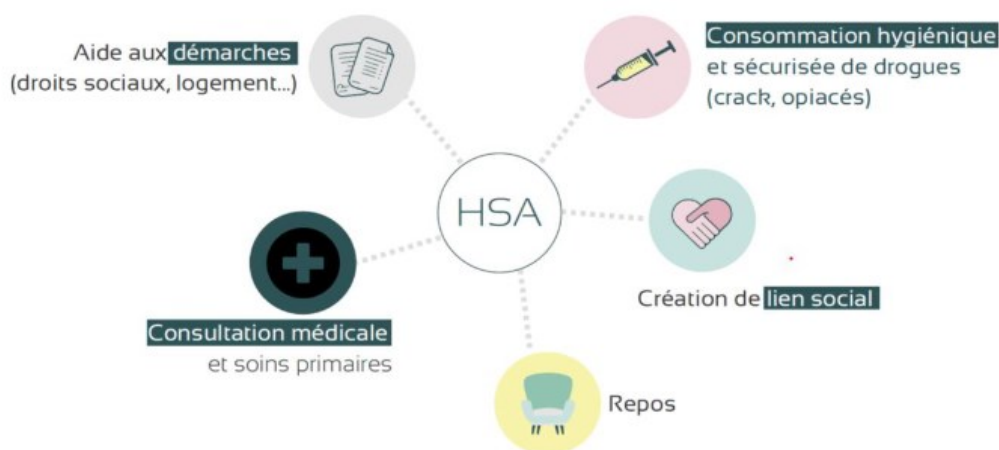 Aide aux démarches
(droits sociaux, logement...)
Consommation hygiénique
et sécurisée de drogues
(crack, opiacés)
HSA
Création de lien social
Consultation médicale
et soins primaires
Repos